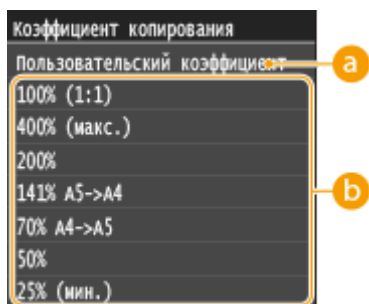 Коэффициент копирования
Пользовательский коэффициент
a
100% (1:1)
400% (макс.)
200%
141% A5->A4
b
70% A4->A5
50%
25% (мин.)